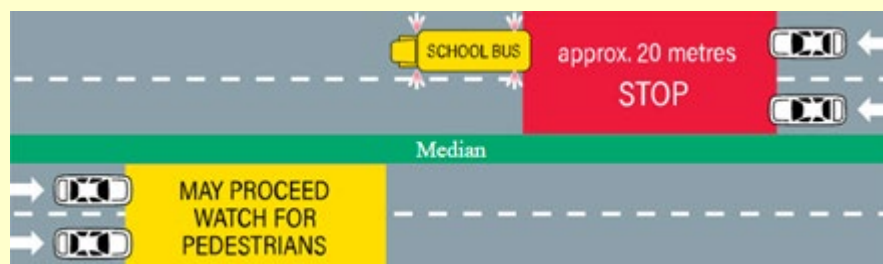 SCHOOL BUS
approx. 20 metres
STOP
Median
MAY PROCEED
WATCH FOR
PEDESTRIANS